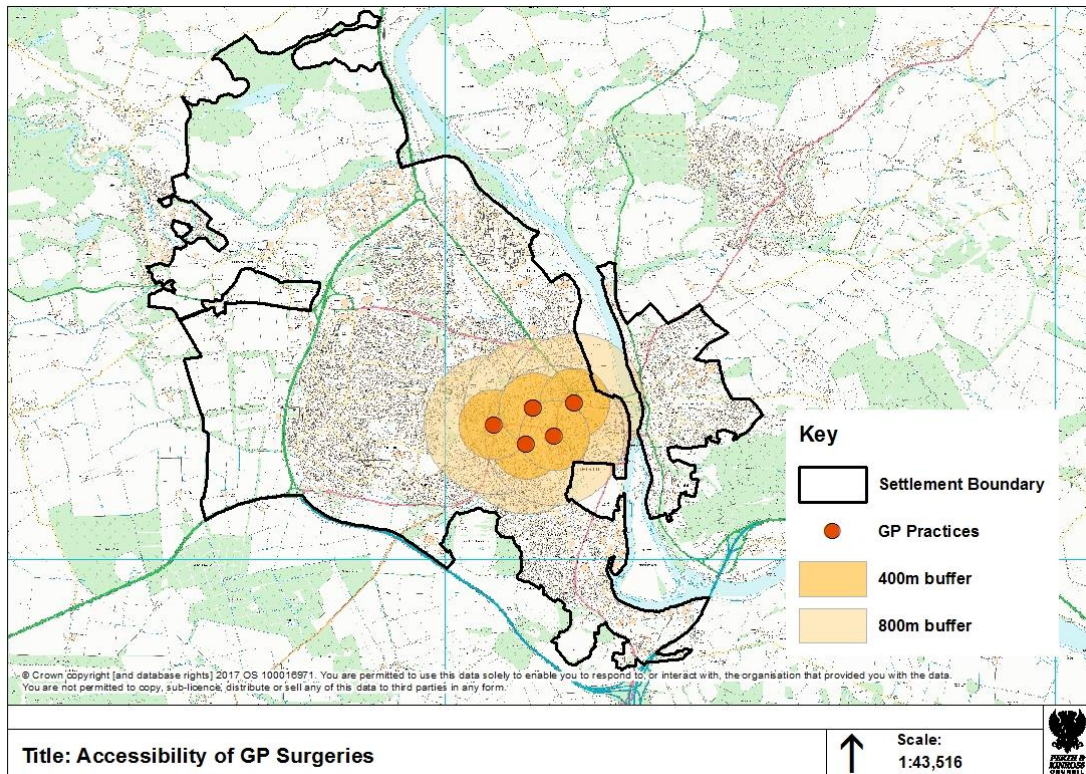 Key
Settlement Boundary
GP Practices
400m buffer
800m buffer
© Crown copyright [and database rights] 2017 OS 100016971. You are permitted to use this data solely to enable you to respond to, or interact with, the organisation that provided you with the data.
You are not permitted to copy, sub-licence, distribute or sell any of this data to third parties in any form.
Title: Accessibility of GP Surgeries
Scale:
1:43,516
PERTH &
KINROSS
COUNCIL